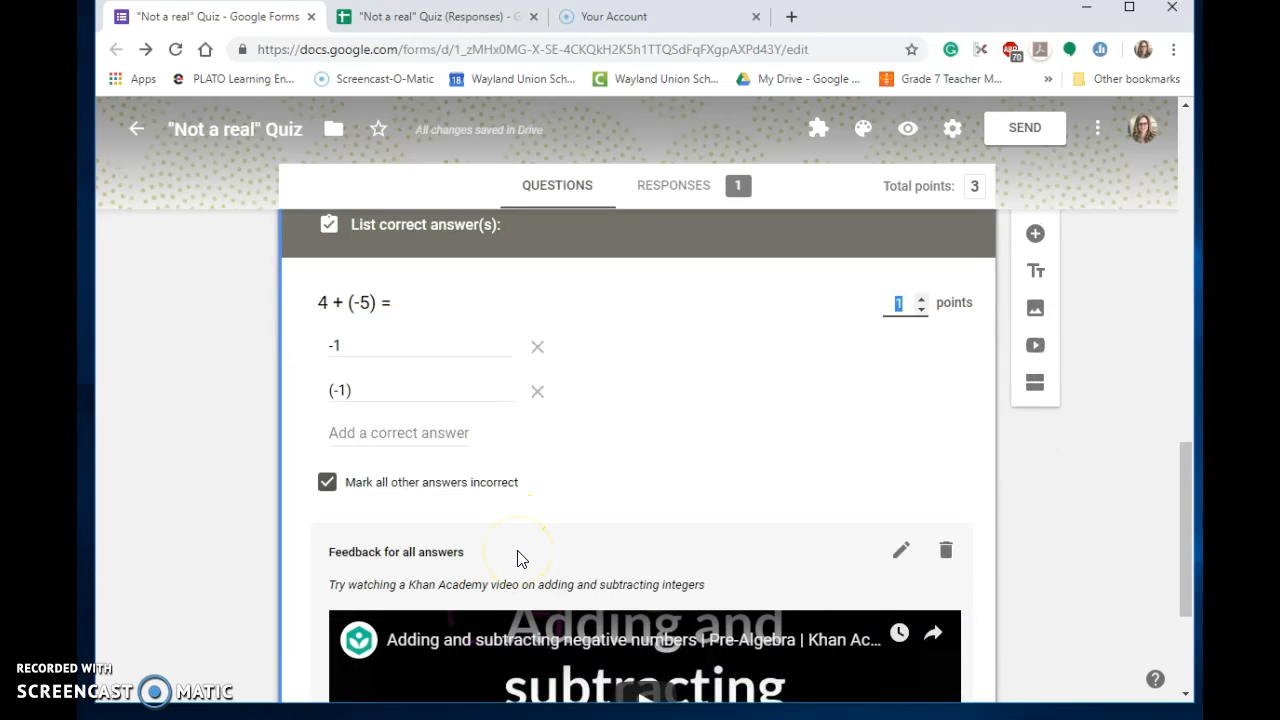 "Not a real" Quiz - Google Forms
"Not a real" Quiz (Responses) - G
Your Account
https://docs.google.com/forms/d/1_zMHx0MG-X-SE-4CKQkH2K5h1TTQSdFqFXgpAXPd43Y/edit
70
Apps
PLATO Learning En...
Screencast-O-Matic
18
Wayland Union Sch...
Wayland Union Sch...
My Drive - Google ...
Grade 7 Teacher M...
»
Other bookmarks
"Not a real" Quiz
All changes saved in Drive
SEND
QUESTIONS
RESPONSES
1
Total points:
3
List correct answer(s):
4 + (-5) =
1
points
-1
(-1)
Add a correct answer
Mark all other answers incorrect
Feedback for all answers
Try watching a Khan Academy video on adding and subtracting integers
Adding and
Adding and subtracting negative numbers | Pre-Algebra | Khan Ac...
subtracting
RECORDED WITH
SCREENCAST MATIC